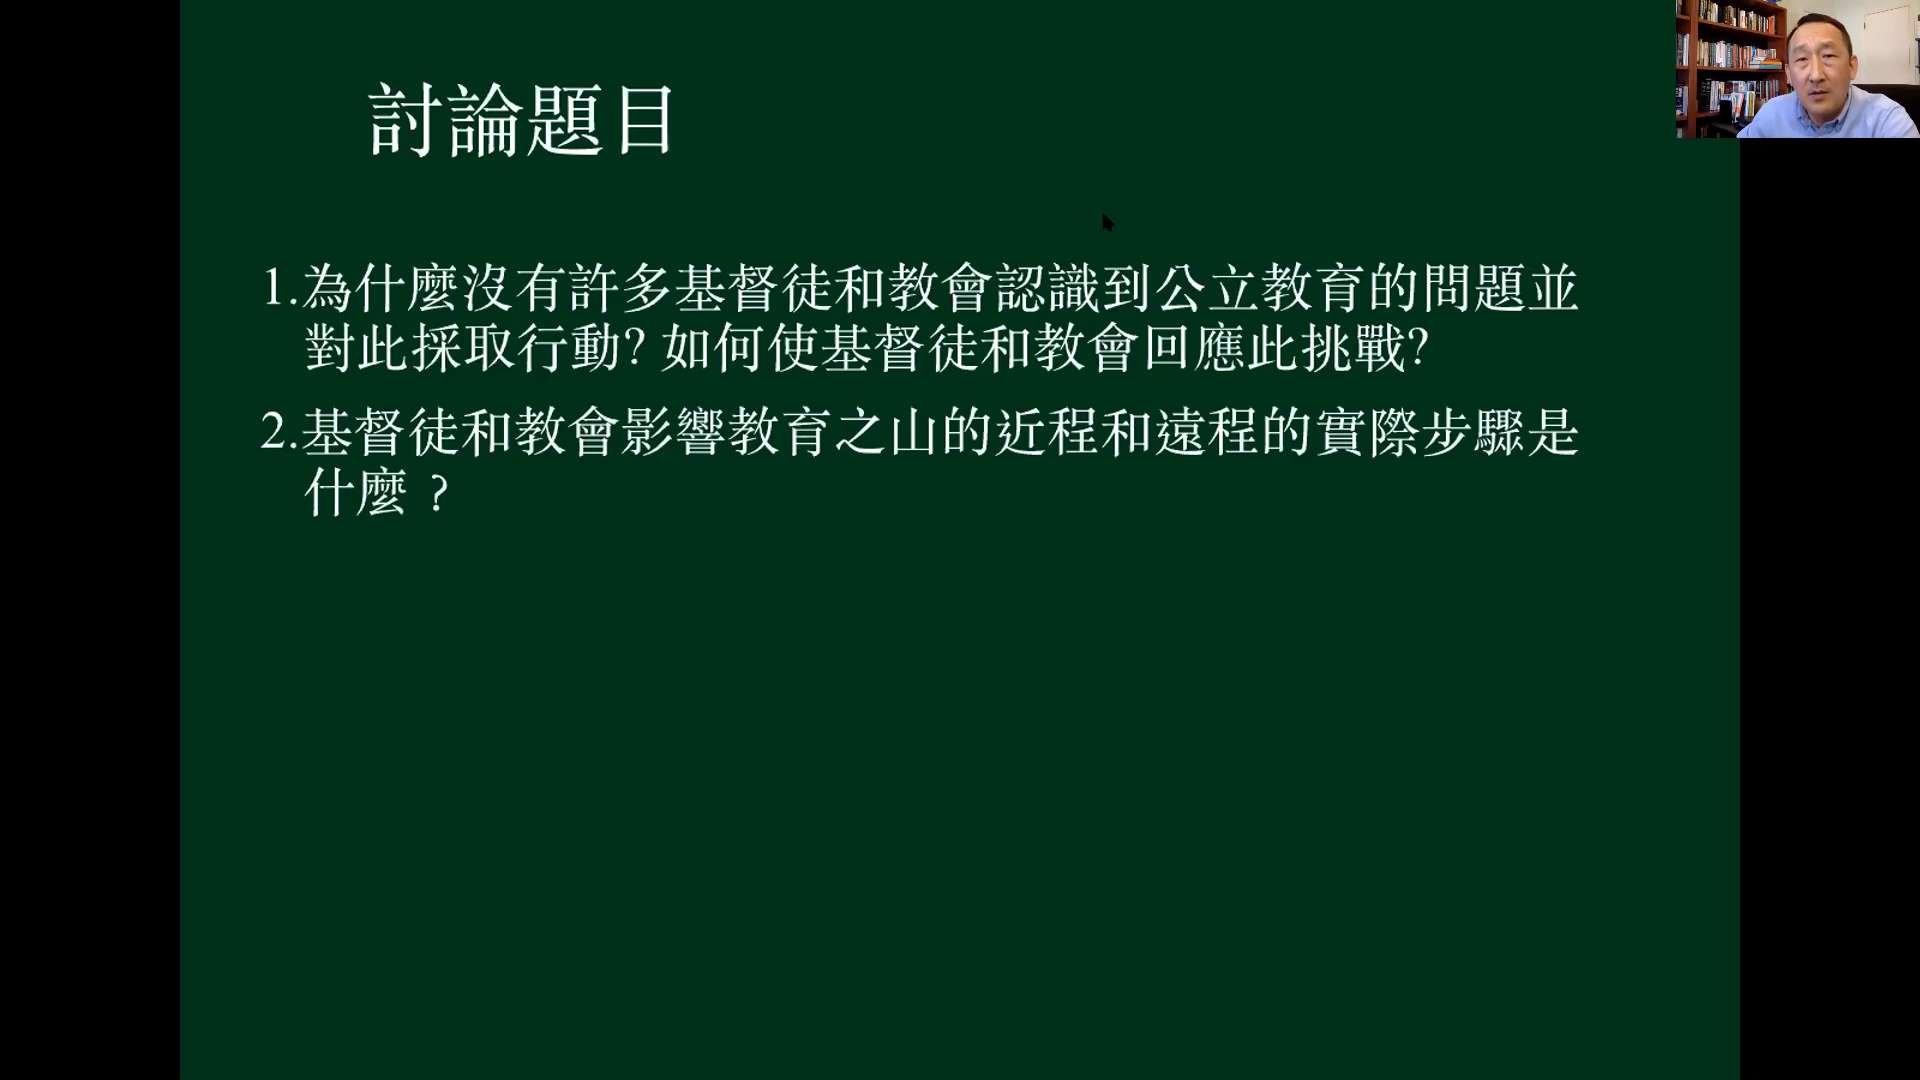 討論題目
1.為什麼沒有許多基督徒和教會認識到公立教育的問題並
對此採取行動? 如何使基督徒和教會回應此挑戰?
2.基督徒和教會影響教育之山的近程和遠程的實際步驟是
什麼 ?